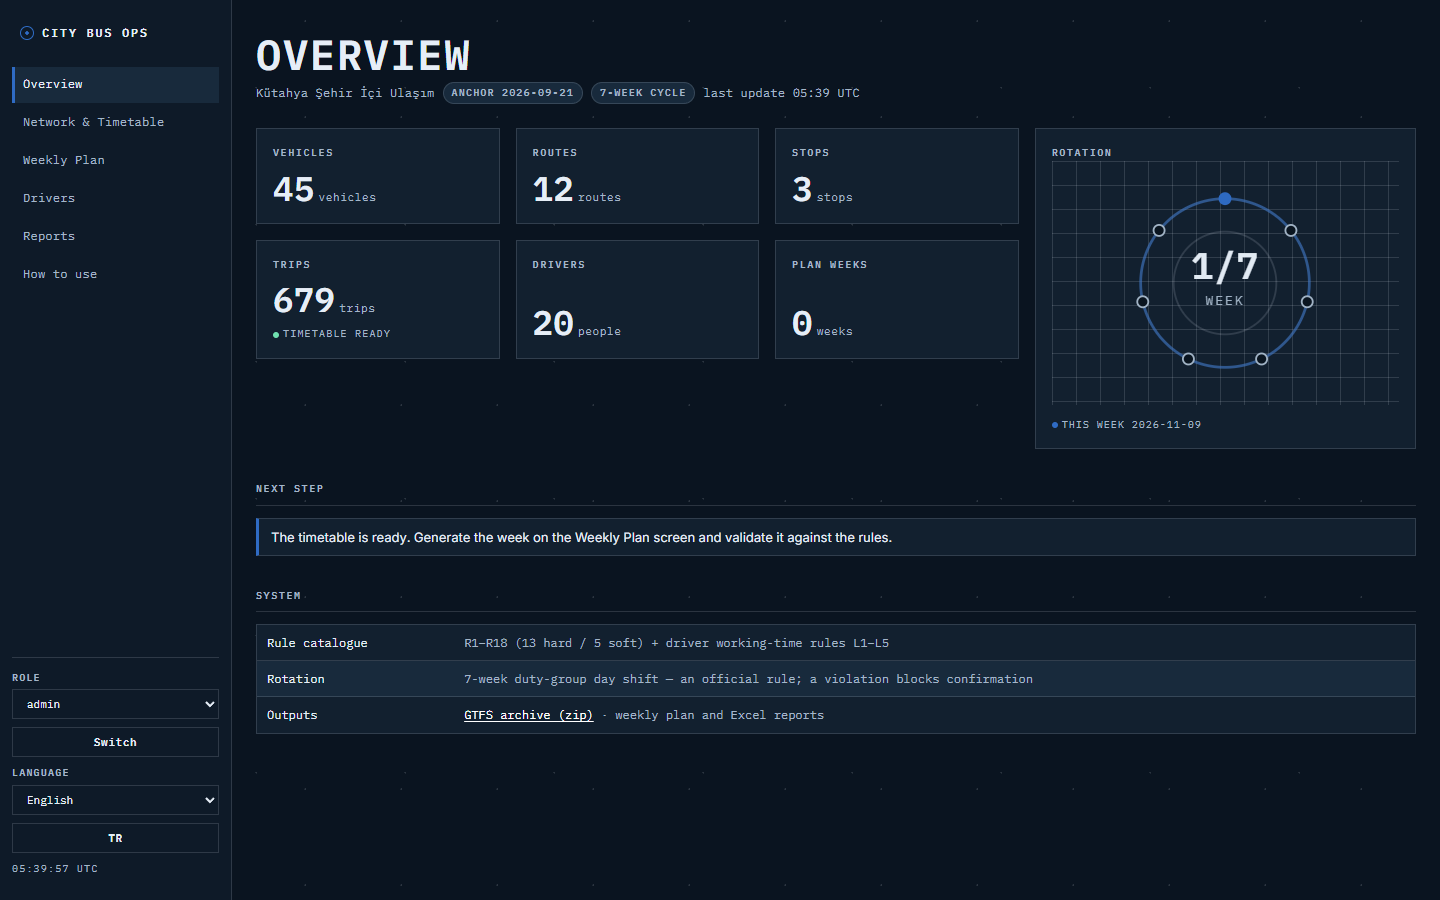 CITY BUS OPS
Overview
Network & Timetable
Weekly Plan
Drivers
Reports
How to use
ROLE
admin
Switch
LANGUAGE
English
TR
05:39:57 UTC
OVERVIEW
Kütahya Şehir İçi Ulaşım ANCHOR 2026-09-21 7-WEEK CYCLE last update 05:39 UTC
VEHICLES
45 vehicles
ROUTES
12 routes
STOPS
3 stops
TRIPS
679 trips
TIMETABLE READY
DRIVERS
20 people
PLAN WEEKS
0 weeks
ROTATION
1/7
WEEK
THIS WEEK 2026-11-09
NEXT STEP
The timetable is ready. Generate the week on the Weekly Plan screen and validate it against the rules.
SYSTEM
Rule catalogue R1–R18 (13 hard / 5 soft) + driver working-time rules L1–L5
Rotation 7-week duty-group day shift — an official rule; a violation blocks confirmation
Outputs GTFS archive (zip) · weekly plan and Excel reports